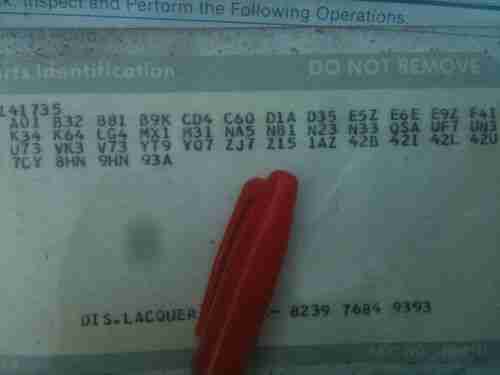 k, Inspect and Perform the Following Operations.
rts Identification DO NOT REMOVE
141735
A01 B32 B81 B9K CD4 C60 D1A D35 E5Z E6E E9Z F41
K34 K64 LG4 MX1 M31 NA5 NB1 N23 N33 QSA UF7 UN3
U73 VK3 V73 YT9 Y07 ZJ7 Z15 1AZ 42B 42I 42L 42U
7CY 8HN 9HN 93A
DIS.LACQUER - 8239 7684 9393